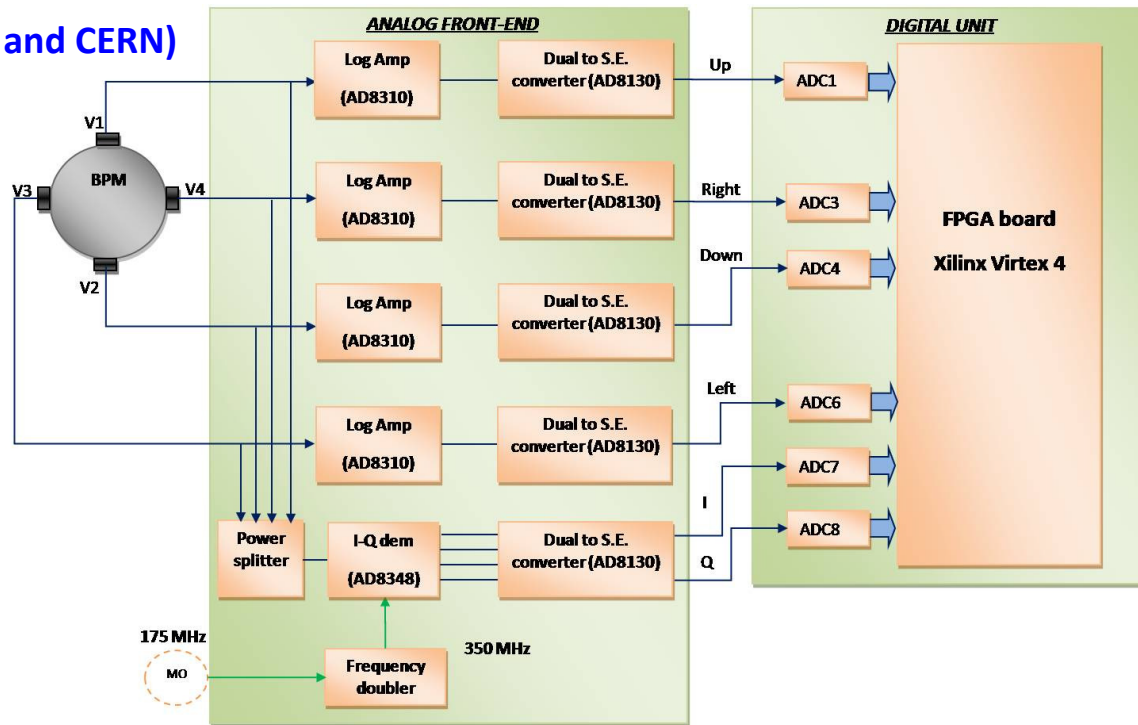 and CERN)
ANALOG FRONT-END
DIGITAL UNIT
Log Amp
(AD8310)
Dual to S.E.
converter (AD8130)
Up
ADC1
V1
BPM
V3
V4
V2
Log Amp
(AD8310)
Dual to S.E.
converter (AD8130)
Right
ADC3
FPGA board
Xilinx Virtex 4
Down
ADC4
Log Amp
(AD8310)
Dual to S.E.
converter (AD8130)
Log Amp
(AD8310)
Dual to S.E.
converter (AD8130)
Left
ADC6
ADC7
I
Power
splitter
I-Q dem
(AD8348)
Dual to S.E.
converter (AD8130)
Q
ADC8
175 MHz
MO
350 MHz
Frequency
doubler